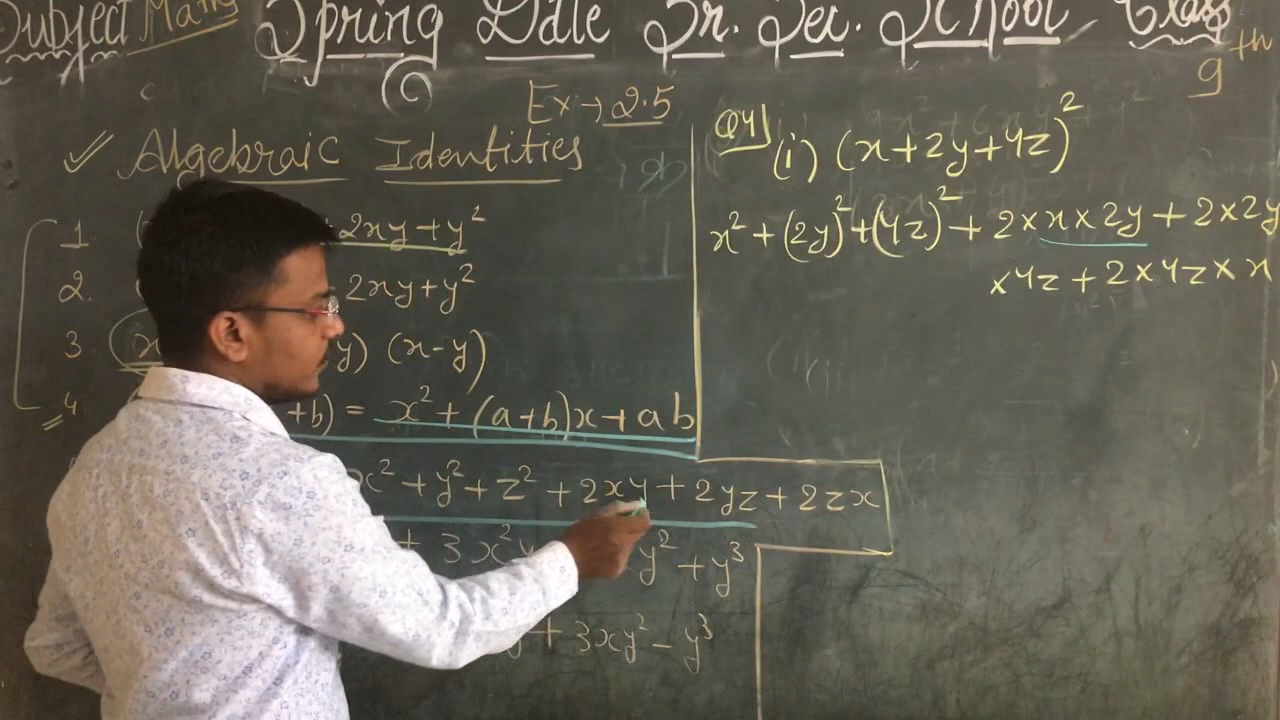 Subject Maths Spring Dale Sr. Sec. School Class 9th
Ex → 2.5
✓ Algebraic Identities
1 2xy + y²
2. 2xy + y²
3 y) (x - y)
4 +b) = x² + (a+b)x + ab
x² + y² + z² + 2xy + 2yz + 2zx
+ 3x²y y² + y³
y + 3xy² - y³
Q4] (i) (x + 2y + 4z)²
x² + (2y)² + (4z)² + 2 × x × 2y + 2 × 2y
× 4z + 2 × 4z × x